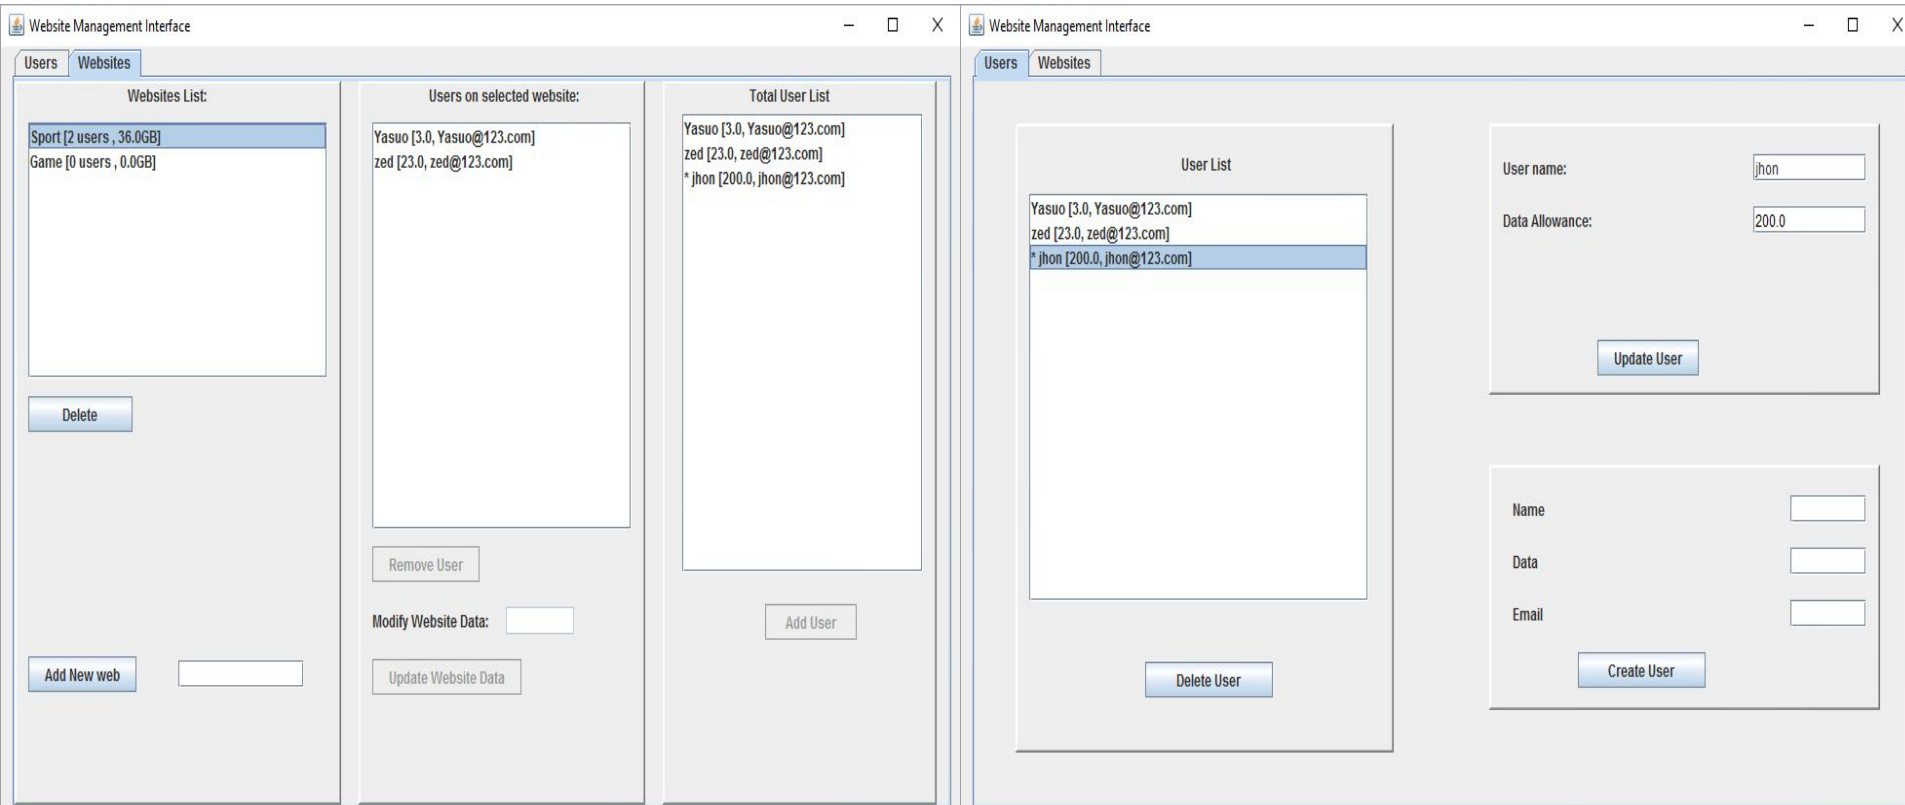 Website Management Interface
Users
Websites
Websites List:
Sport [2 users , 36.0GB]
Game [0 users , 0.0GB]
Delete
Add New web
Users on selected website:
Yasuo [3.0, Yasuo@123.com]
zed [23.0, zed@123.com]
Remove User
Modify Website Data:
Update Website Data
Total User List
Yasuo [3.0, Yasuo@123.com]
zed [23.0, zed@123.com]
* jhon [200.0, jhon@123.com]
Add User
Website Management Interface
Users
Websites
User List
Yasuo [3.0, Yasuo@123.com]
zed [23.0, zed@123.com]
* jhon [200.0, jhon@123.com]
Delete User
User name:
jhon
Data Allowance:
200.0
Update User
Name
Data
Email
Create User